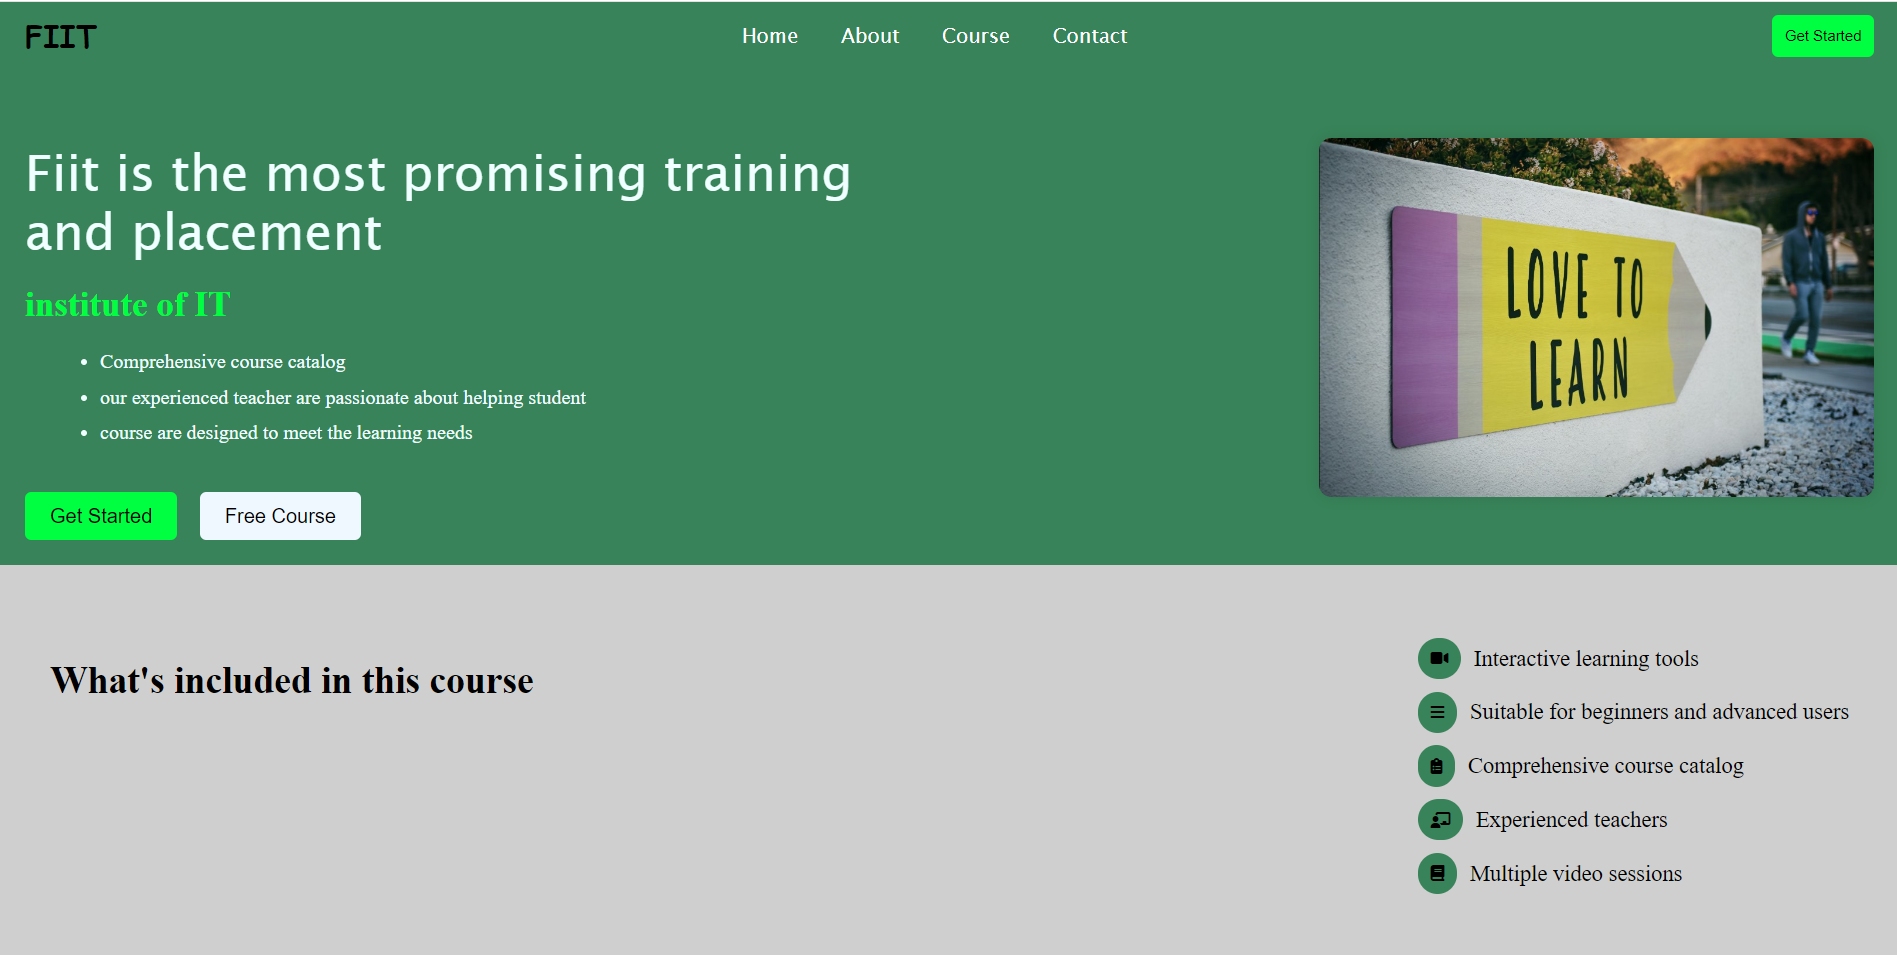 FIIT
Home About Course Contact
Get Started
Fiit is the most promising training
and placement
institute of IT
Comprehensive course catalog
our experienced teacher are passionate about helping student
course are designed to meet the learning needs
Get Started
Free Course
LOVE TO
LEARN
What's included in this course
Interactive learning tools
Suitable for beginners and advanced users
Comprehensive course catalog
Experienced teachers
Multiple video sessions